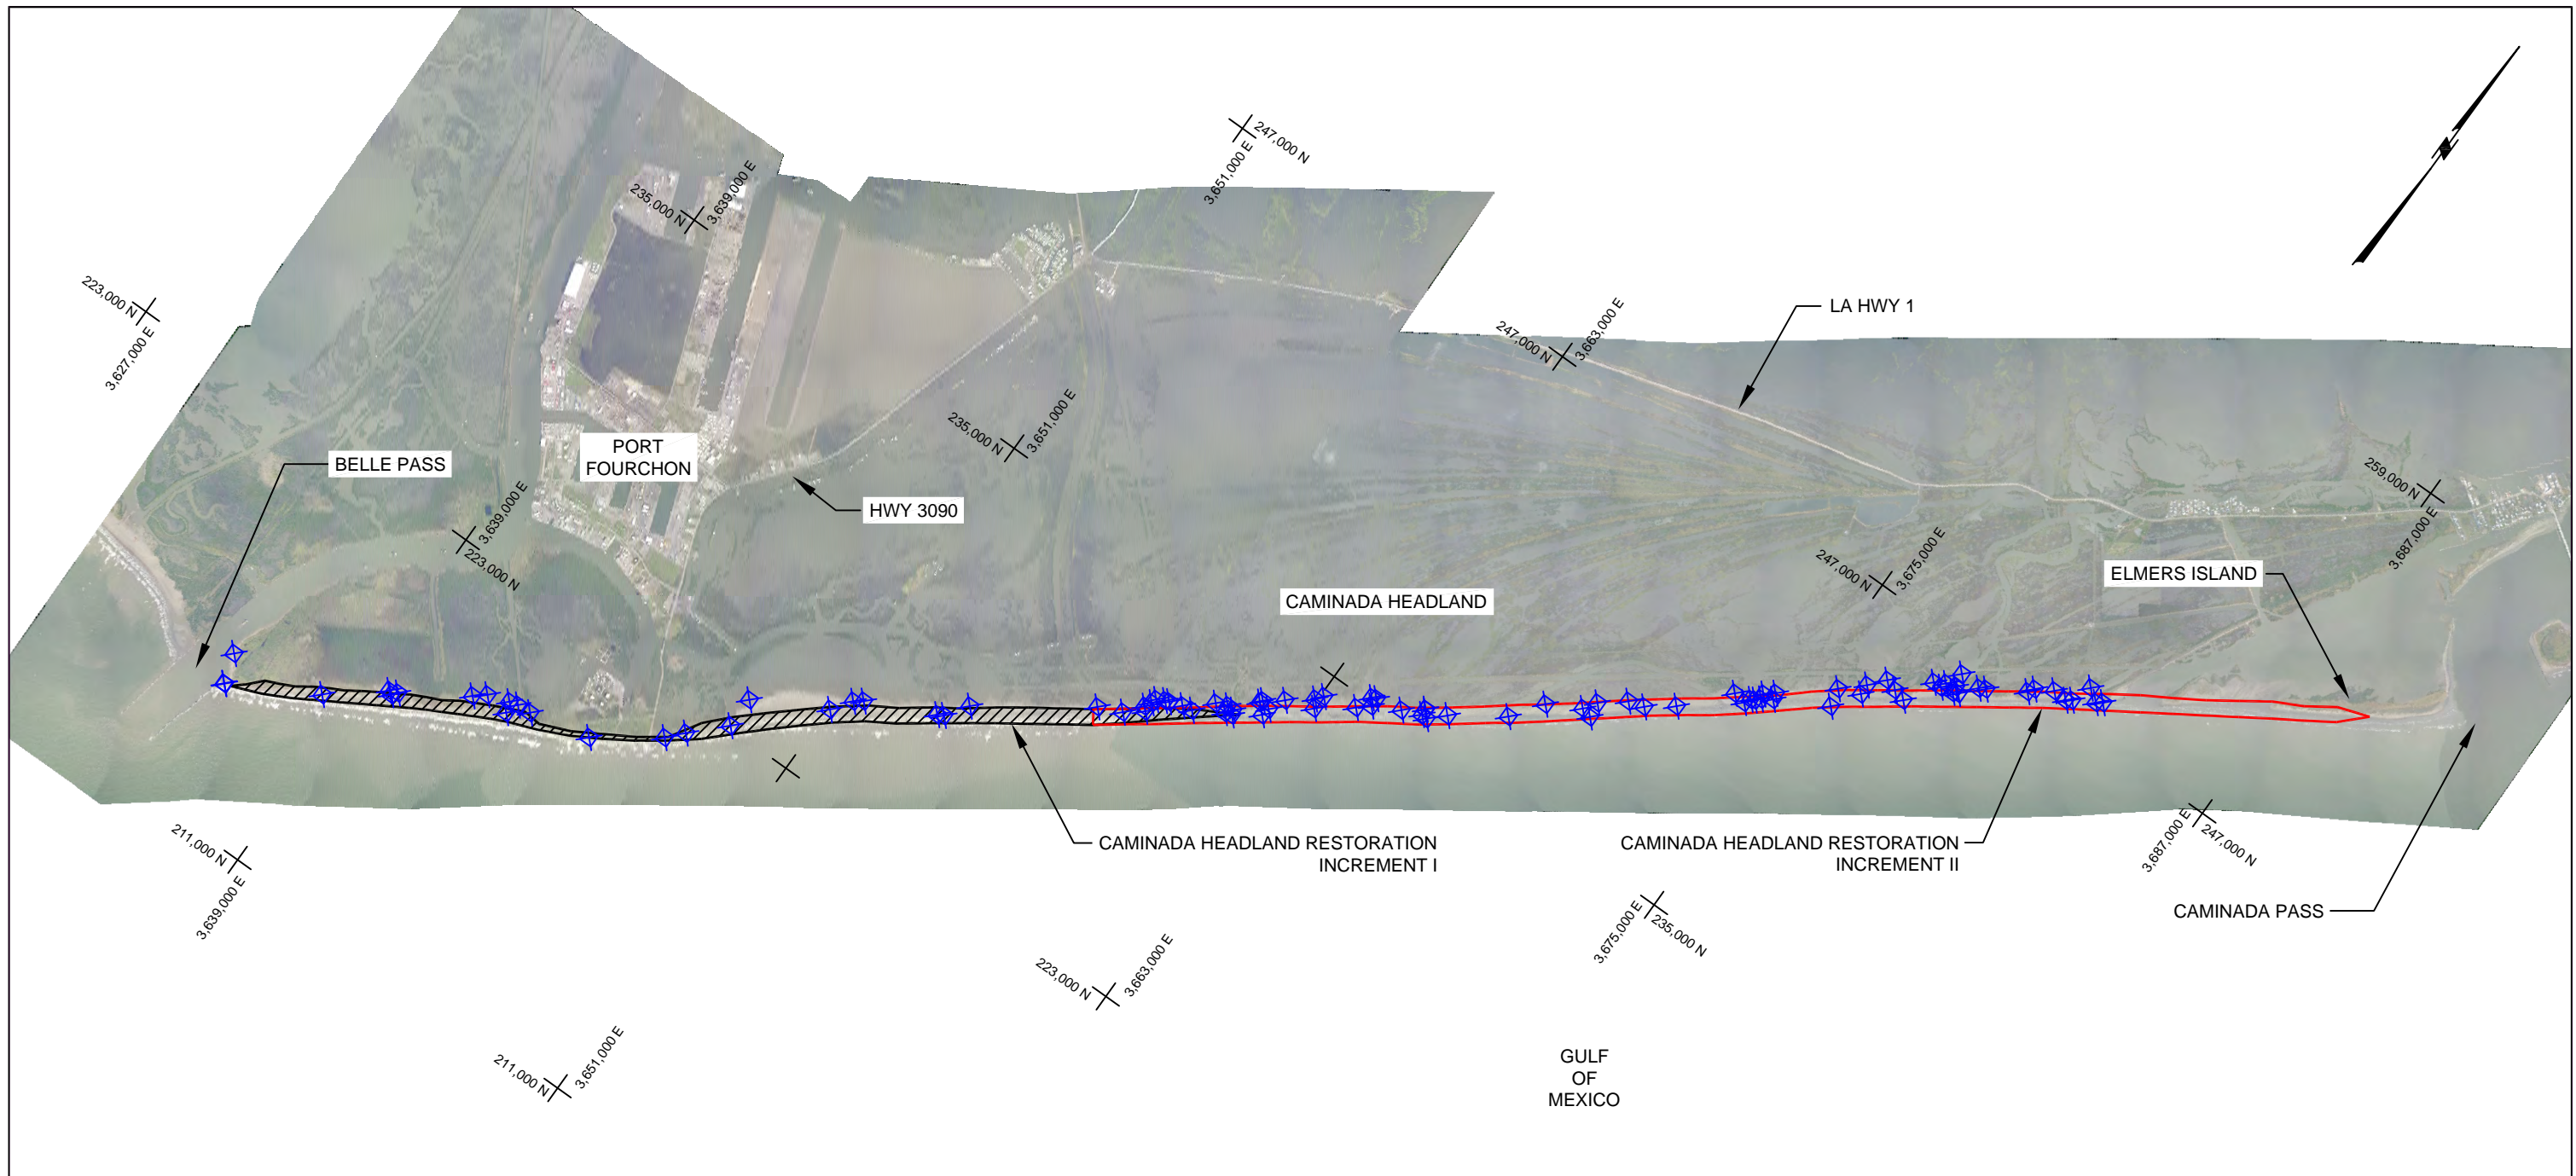 247,000 N
3,651,000 E
235,000 N
3,639,000 E
223,000 N
3,627,000 E
LA HWY 1
247,000 N
3,663,000 E
PORT
FOURCHON
BELLE PASS
235,000 N
3,651,000 E
HWY 3090
259,000 N
3,687,000 E
3,639,000 E
223,000 N
247,000 N
3,675,000 E
ELMERS ISLAND
CAMINADA HEADLAND
211,000 N
3,639,000 E
CAMINADA HEADLAND RESTORATION
INCREMENT I
CAMINADA HEADLAND RESTORATION
INCREMENT II
3,687,000 E
247,000 N
CAMINADA PASS
3,675,000 E
235,000 N
223,000 N
3,663,000 E
211,000 N
3,651,000 E
GULF
OF
MEXICO